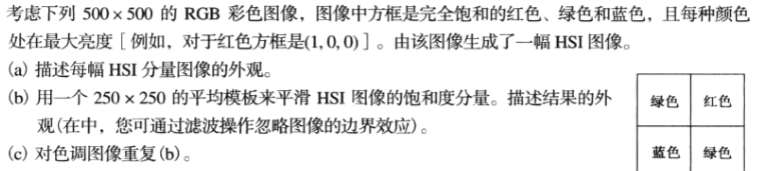 考虑下列 500 × 500 的 RGB 彩色图像，图像中方框是完全饱和的红色、绿色和蓝色，且每种颜色
处在最大亮度［例如，对于红色方框是(1, 0, 0)］。由该图像生成了一幅 HSI 图像。
(a) 描述每幅 HSI 分量图像的外观。
(b) 用一个 250 × 250 的平均模板来平滑 HSI 图像的饱和度分量。描述结果的外
观(在中，您可通过滤波操作忽略图像的边界效应)。
(c) 对色调图像重复(b)。
绿色 红色
蓝色 绿色